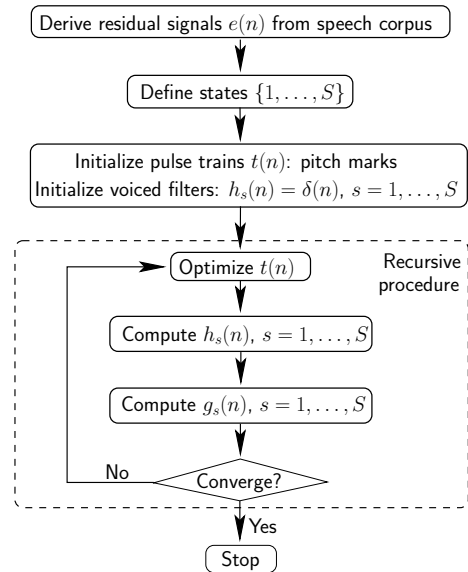 Derive residual signals e(n) from speech corpus
Define states {1, . . . , S}
Initialize pulse trains t(n): pitch marks
Initialize voiced filters: h_s(n) = δ(n), s = 1, . . . , S
Recursive
procedure
Optimize t(n)
Compute h_s(n), s = 1, . . . , S
Compute g_s(n), s = 1, . . . , S
No
Converge?
Yes
Stop